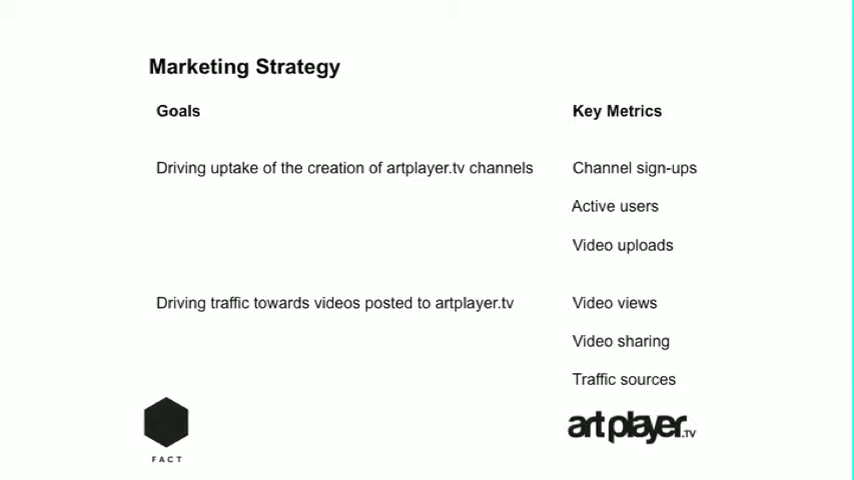 Marketing Strategy
Goals Key Metrics
Driving uptake of the creation of artplayer.tv channels Channel sign-ups
Active users
Video uploads
Driving traffic towards videos posted to artplayer.tv Video views
Video sharing
Traffic sources
artplayer.TV
FACT